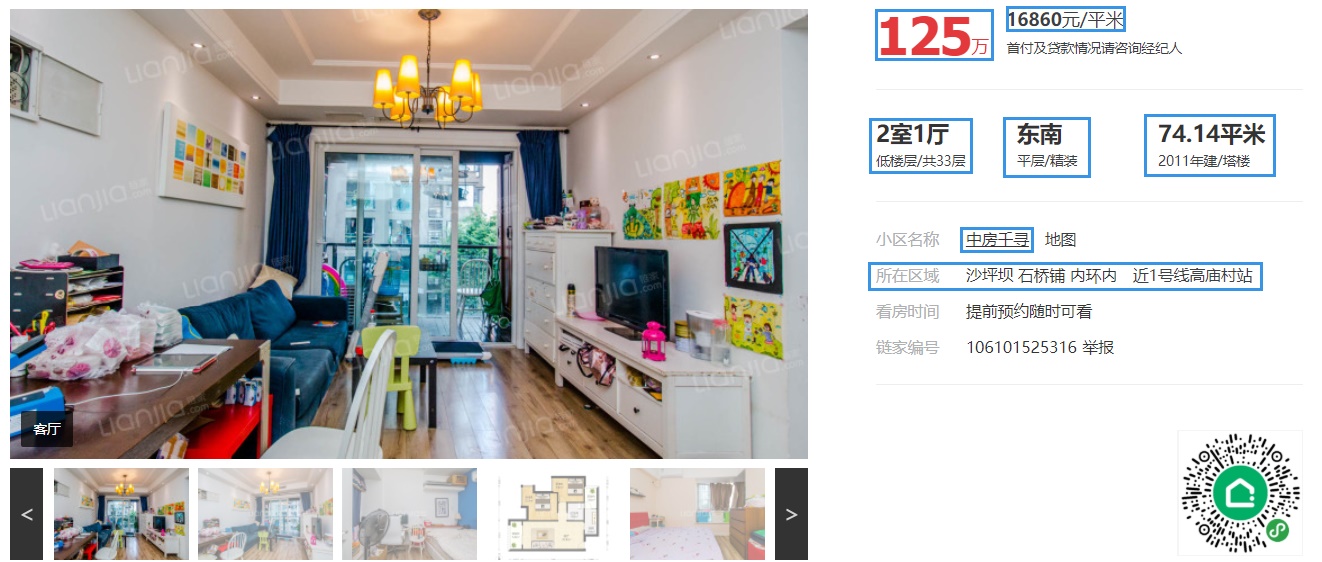 Lianjia.com 链家
客厅
<
>
125万
16860元/平米
首付及贷款情况请咨询经纪人
2室1厅
低楼层/共33层
东南
平层/精装
74.14平米
2011年建/塔楼
小区名称 中房千寻 地图
所在区域 沙坪坝 石桥铺 内环内 近1号线高庙村站
看房时间 提前预约随时可看
链家编号 106101525316 举报